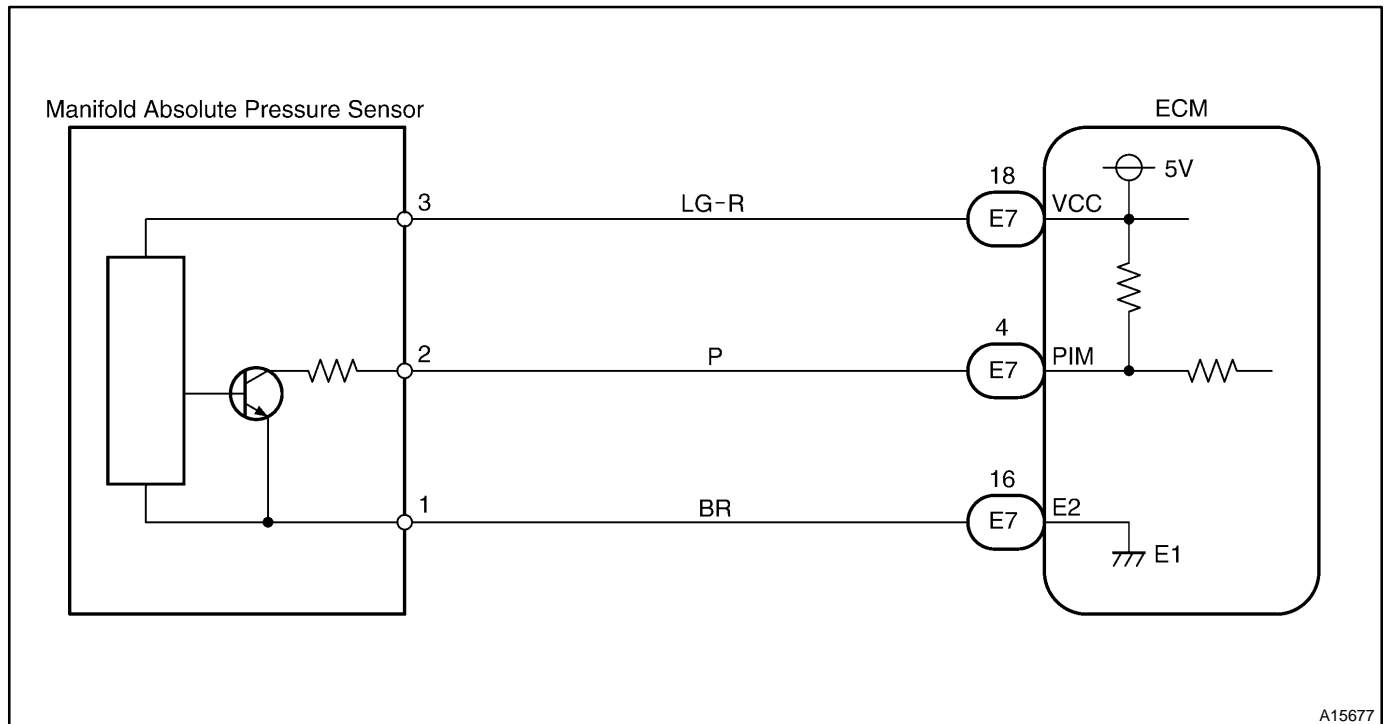 Manifold Absolute Pressure Sensor
ECM
5V
3
LG-R
18
E7
VCC
2
P
4
E7
PIM
1
BR
16
E7
E2
E1
A15677